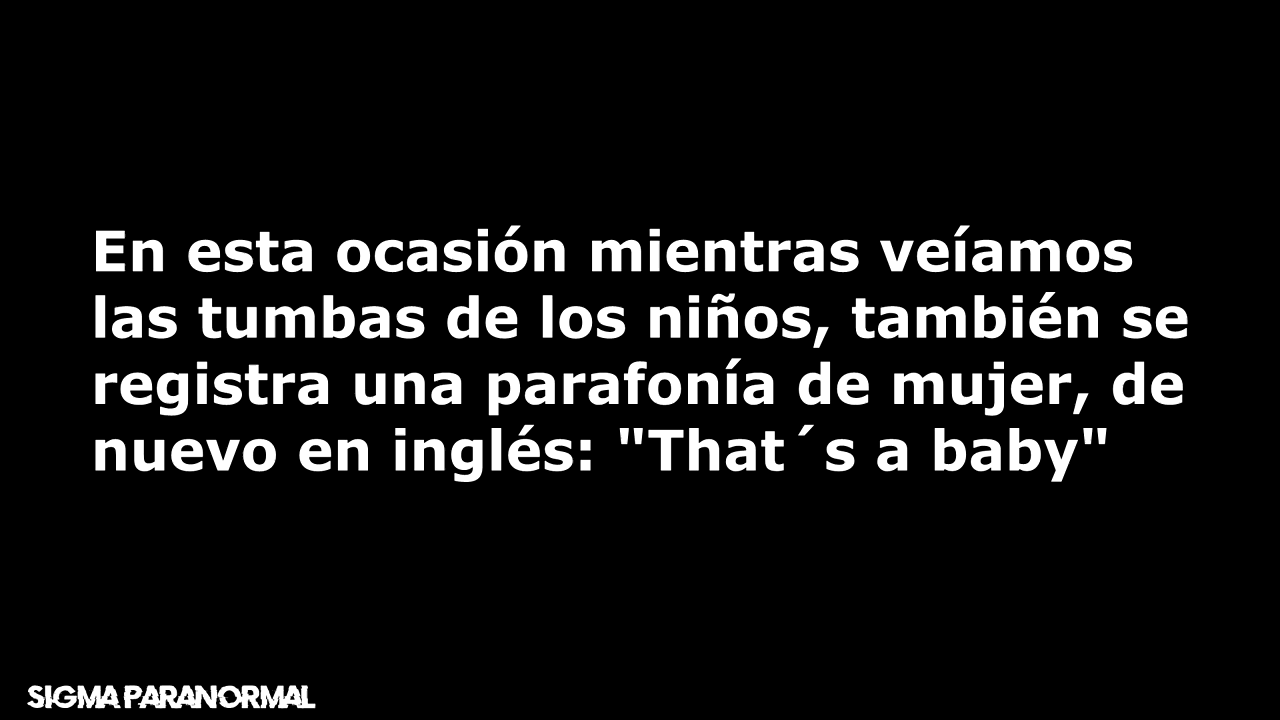 En esta ocasión mientras veíamos
las tumbas de los niños, también se
registra una parafonía de mujer, de
nuevo en inglés: "That´s a baby"
SIGMA PARANORMAL